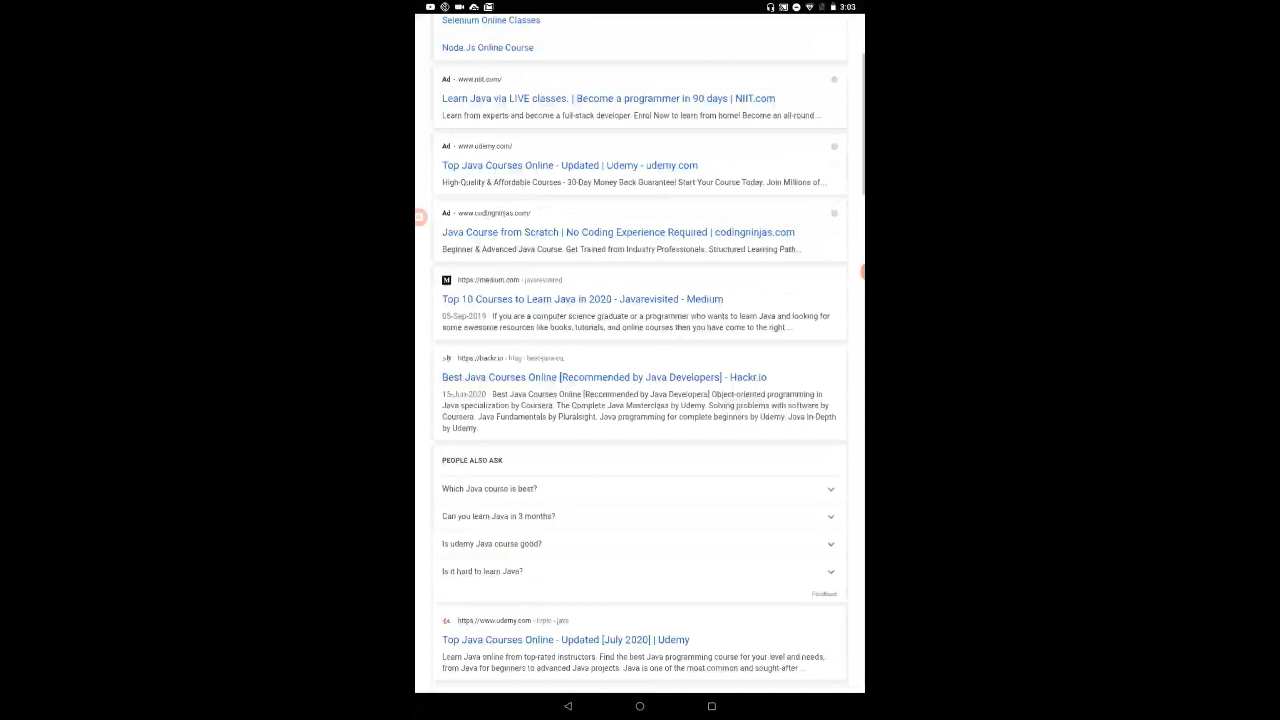 3:03
Selenium Online Classes
Node.Js Online Course
Ad · www.niit.com/
Learn Java via LIVE classes. | Become a programmer in 90 days | NIIT.com
Learn from experts and become a full-stack developer. Enrol Now to learn from home! Become an all-round ...
Ad · www.udemy.com/
Top Java Courses Online - Updated | Udemy - udemy.com
High-Quality & Affordable Courses - 30-Day Money Back Guarantee! Start Your Course Today. Join Millions of...
Ad · www.codingninjas.com/
Java Course from Scratch | No Coding Experience Required | codingninjas.com
Beginner & Advanced Java Course. Get Trained from Industry Professionals. Structured Learning Path...
https://medium.com › javarevisited
Top 10 Courses to Learn Java in 2020 - Javarevisited - Medium
05-Sep-2019 · If you are a computer science graduate or a programmer who wants to learn Java and looking for
some awesome resources like books, tutorials, and online courses then you have come to the right ...
https://hackr.io › blog › best-java-co..
Best Java Courses Online [Recommended by Java Developers] - Hackr.io
15-Jun-2020 · Best Java Courses Online [Recommended by Java Developers] Object-oriented programming in
Java specialization by Coursera. The Complete Java Masterclass by Udemy. Solving problems with software by
Coursera. Java Fundamentals by Pluralsight. Java programming for complete beginners by Udemy. Java In-Depth
by Udemy.
PEOPLE ALSO ASK
Which Java course is best?
Can you learn Java in 3 months?
Is udemy Java course good?
Is it hard to learn Java?
Feedback
https://www.udemy.com › topic › java
Top Java Courses Online - Updated [July 2020] | Udemy
Learn Java online from top-rated instructors. Find the best Java programming course for your level and needs,
from Java for beginners to advanced Java projects. Java is one of the most common and sought-after ...